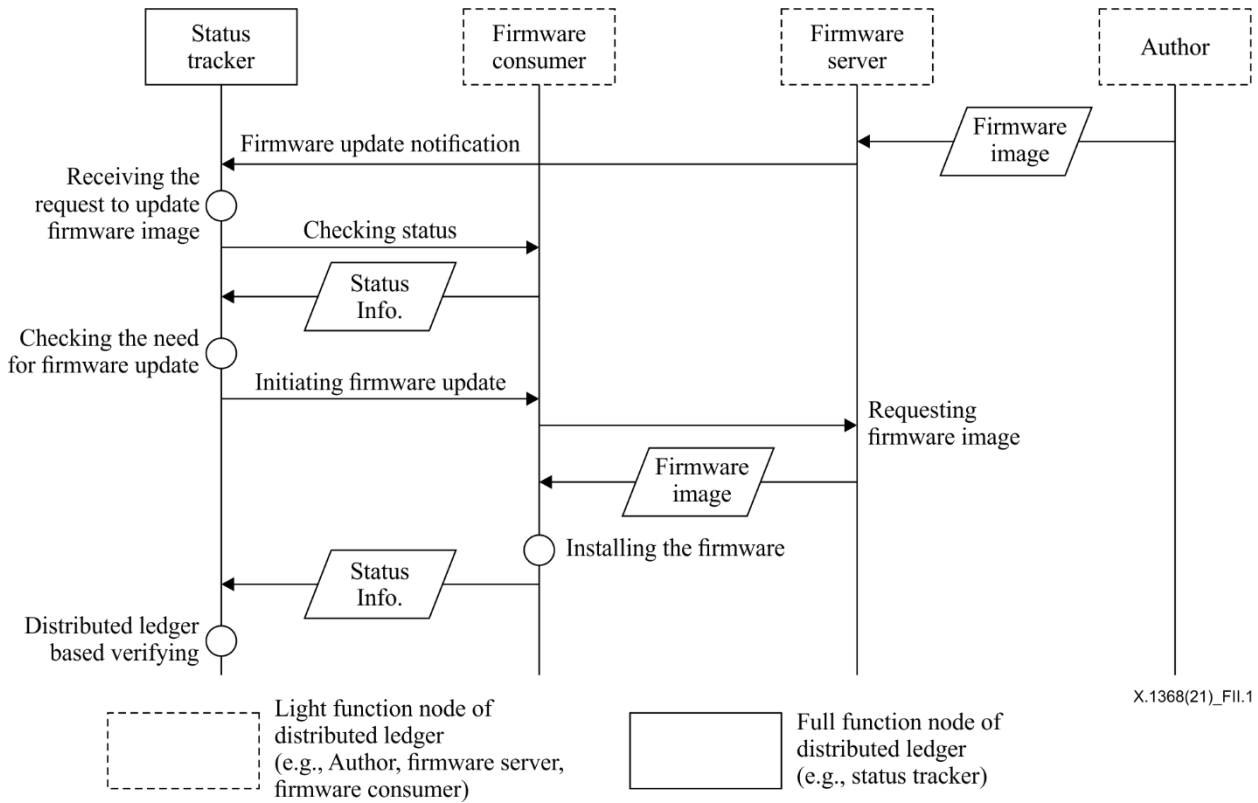 Status
tracker
Firmware
consumer
Firmware
server
Author
Firmware
image
Firmware update notification
Receiving the
request to update
firmware image
Checking status
Status
Info.
Checking the need
for firmware update
Initiating firmware update
Requesting
firmware image
Firmware
image
Installing the firmware
Status
Info.
Distributed ledger
based verifying
X.1368(21)_FII.1
Light function node of
distributed ledger
(e.g., Author, firmware server,
firmware consumer)
Full function node of
distributed ledger
(e.g., status tracker)